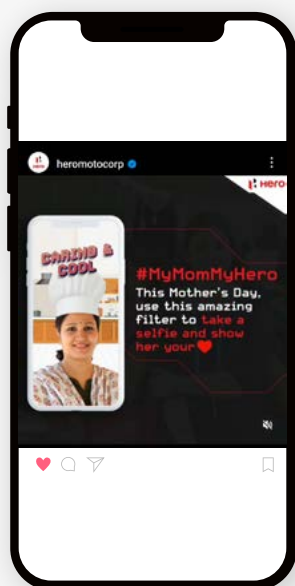 heromotocorp
Hero
CARING &
COOL
#MyMomMyHero
This Mother's Day,
use this amazing
filter to take a
selfie and show
her your